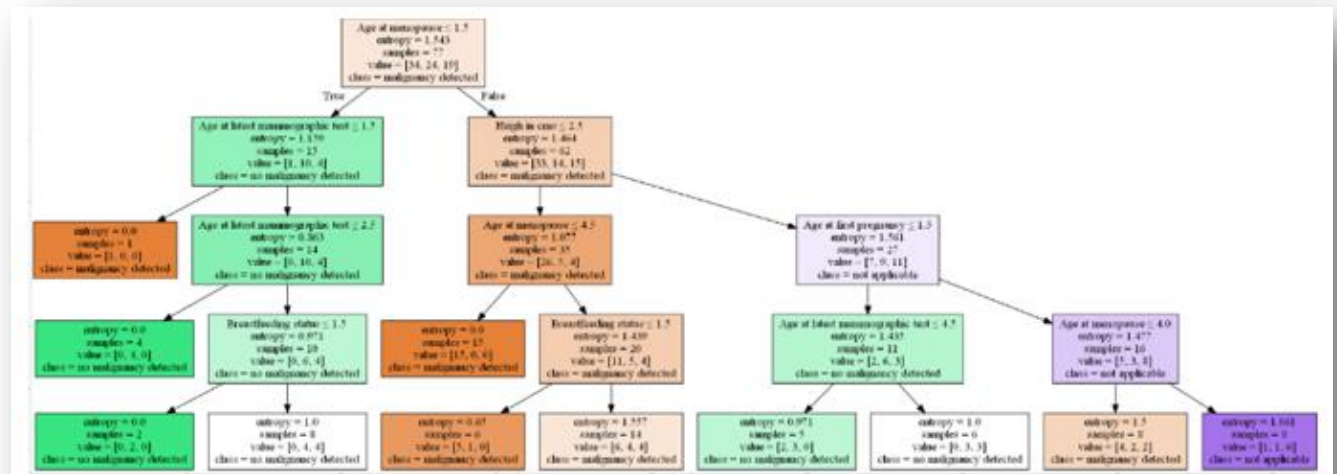 Age at menopause ≤ 1.5
entropy = 1.543
samples = 77
value = [34, 24, 19]
class = malignancy detected
True
False
Age at latest mammographic test ≤ 1.5
entropy = 1.159
samples = 15
value = [1, 10, 4]
class = no malignancy detected
Heigh in cms ≤ 2.5
entropy = 1.464
samples = 62
value = [33, 14, 15]
class = malignancy detected
entropy = 0.0
samples = 1
value = [1, 0, 0]
class = malignancy detected
Age at latest mammographic test ≤ 2.5
entropy = 0.863
samples = 14
value = [0, 10, 4]
class = no malignancy detected
Age at menopause ≤ 4.5
entropy = 1.077
samples = 35
value = [26, 5, 4]
class = malignancy detected
Age at first pregnancy ≤ 1.5
entropy = 1.561
samples = 27
value = [7, 9, 11]
class = not applicable
entropy = 0.0
samples = 4
value = [0, 4, 0]
class = no malignancy detected
Breastfeeding status ≤ 1.5
entropy = 0.971
samples = 10
value = [0, 6, 4]
class = no malignancy detected
entropy = 0.0
samples = 15
value = [15, 0, 0]
class = malignancy detected
Breastfeeding status ≤ 1.5
entropy = 1.439
samples = 20
value = [11, 5, 4]
class = malignancy detected
Age at latest mammographic test ≤ 4.5
entropy = 1.435
samples = 11
value = [2, 6, 3]
class = no malignancy detected
Age at menopause ≤ 4.0
entropy = 1.477
samples = 16
value = [5, 3, 8]
class = not applicable
entropy = 0.0
samples = 2
value = [0, 2, 0]
class = no malignancy detected
entropy = 1.0
samples = 8
value = [0, 4, 4]
class = no malignancy detected
entropy = 0.65
samples = 6
value = [5, 1, 0]
class = malignancy detected
entropy = 1.557
samples = 14
value = [6, 4, 4]
class = malignancy detected
entropy = 0.971
samples = 5
value = [2, 3, 0]
class = no malignancy detected
entropy = 1.0
samples = 6
value = [0, 3, 3]
class = no malignancy detected
entropy = 1.5
samples = 8
value = [4, 2, 2]
class = malignancy detected
entropy = 1.061
samples = 8
value = [1, 1, 6]
class = not applicable